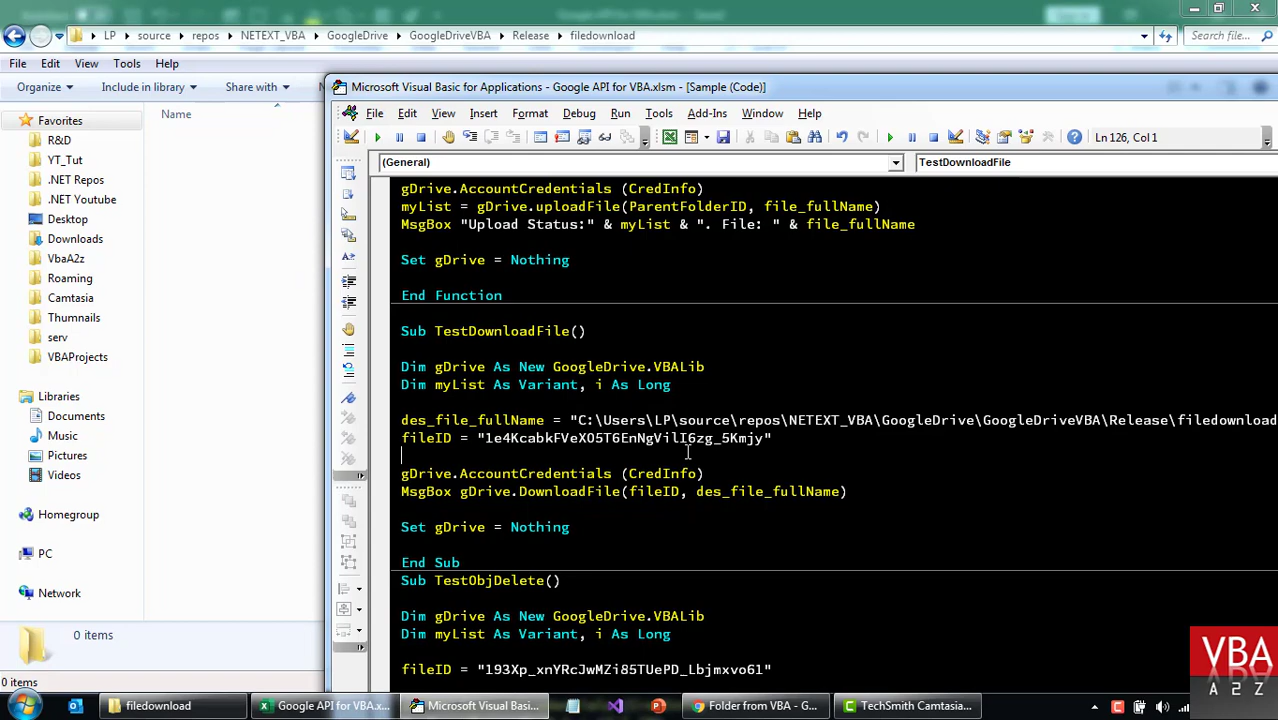 LP source repos NETEXT_VBA GoogleDrive GoogleDriveVBA Release filedownload
Search file...
File Edit View Tools Help
Organize Include in library Share with
Favorites
R&D
YT_Tut
.NET Repos
.NET Youtube
Desktop
Downloads
VbaA2z
Roaming
Camtasia
Thumnails
serv
VBAProjects
Libraries
Documents
Music
Pictures
Videos
Homegroup
PC
Network
Name
0 items
0 items
Microsoft Visual Basic for Applications - Google API for VBA.xlsm - [Sample (Code)]
File Edit View Insert Format Debug Run Tools Add-Ins Window Help
Ln 126, Col 1
(General) TestDownloadFile
gDrive.AccountCredentials (CredInfo)
myList = gDrive.uploadFile(ParentFolderID, file_fullName)
MsgBox "Upload Status:" & myList & ". File: " & file_fullName
Set gDrive = Nothing
End Function
Sub TestDownloadFile()
Dim gDrive As New GoogleDrive.VBALib
Dim myList As Variant, i As Long
des_file_fullName = "C:\Users\LP\source\repos\NETEXT_VBA\GoogleDrive\GoogleDriveVBA\Release\filedownload
fileID = "1e4KcabkFVeXO5T6EnNgVilI6zg_5Kmjy"
gDrive.AccountCredentials (CredInfo)
MsgBox gDrive.DownloadFile(fileID, des_file_fullName)
Set gDrive = Nothing
End Sub
Sub TestObjDelete()
Dim gDrive As New GoogleDrive.VBALib
Dim myList As Variant, i As Long
fileID = "193Xp_xnYRcJwMZi85TUePD_Lbjmxvo61"
VBA
A2Z
filedownload
Google API for VBA.x...
Microsoft Visual Basi...
Folder from VBA - G...
TechSmith Camtasia...